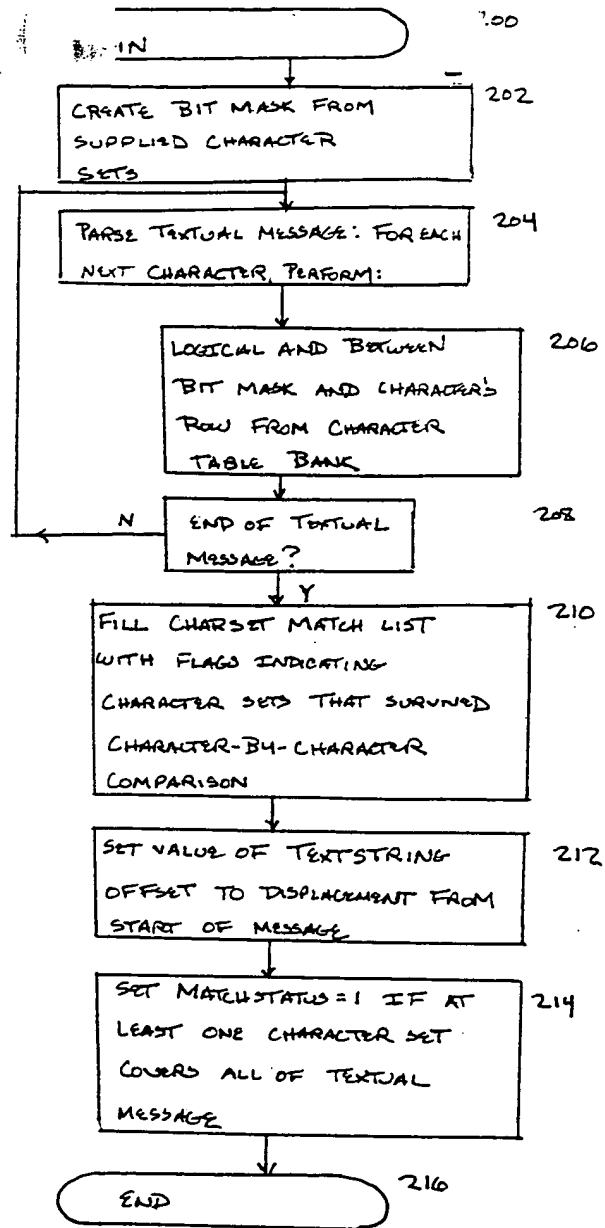 200
IN
202
CREATE BIT MASK FROM
SUPPLIED CHARACTER
SETS
204
PARSE TEXTUAL MESSAGE: FOR EACH
NEXT CHARACTER, PERFORM:
206
LOGICAL AND BETWEEN
BIT MASK AND CHARACTER'S
ROW FROM CHARACTER
TABLE BANK
208
N
END OF TEXTUAL
MESSAGE?
Y
210
FILL CHARSET MATCH LIST
WITH FLAGS INDICATING
CHARACTER SETS THAT SURVIVED
CHARACTER-BY-CHARACTER
COMPARISON
212
SET VALUE OF TEXTSTRING
OFFSET TO DISPLACEMENT FROM
START OF MESSAGE
214
SET MATCHSTATUS=1 IF AT
LEAST ONE CHARACTER SET
COVERS ALL OF TEXTUAL
MESSAGE
216
END